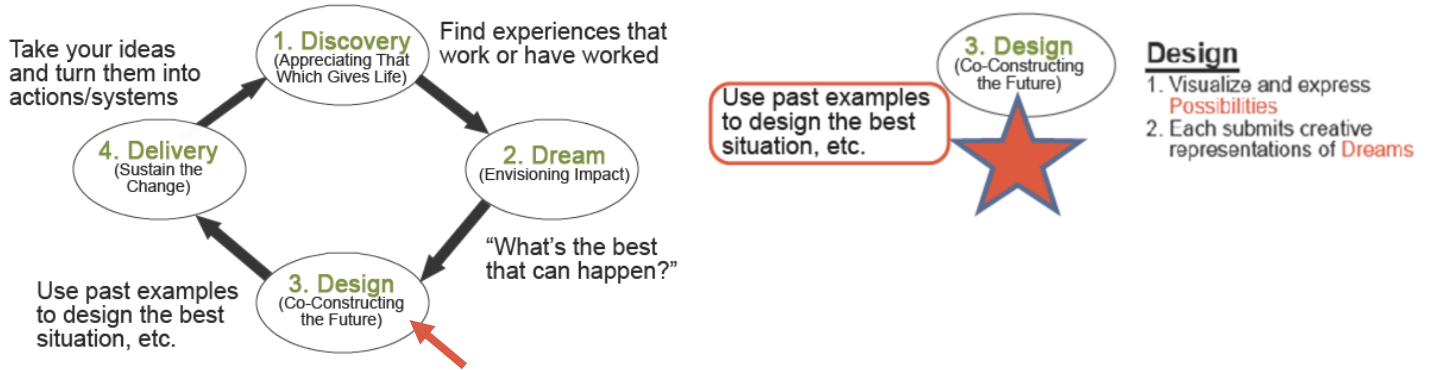 1. Discovery
(Appreciating That
Which Gives Life)
Find experiences that
work or have worked
2. Dream
(Envisioning Impact)
“What’s the best
that can happen?”
3. Design
(Co-Constructing
the Future)
Use past examples
to design the best
situation, etc.
4. Delivery
(Sustain the
Change)
Take your ideas
and turn them into
actions/systems
3. Design
(Co-Constructing
the Future)
Use past examples
to design the best
situation, etc.
Design
1. Visualize and express
Possibilities
2. Each submits creative
representations of Dreams